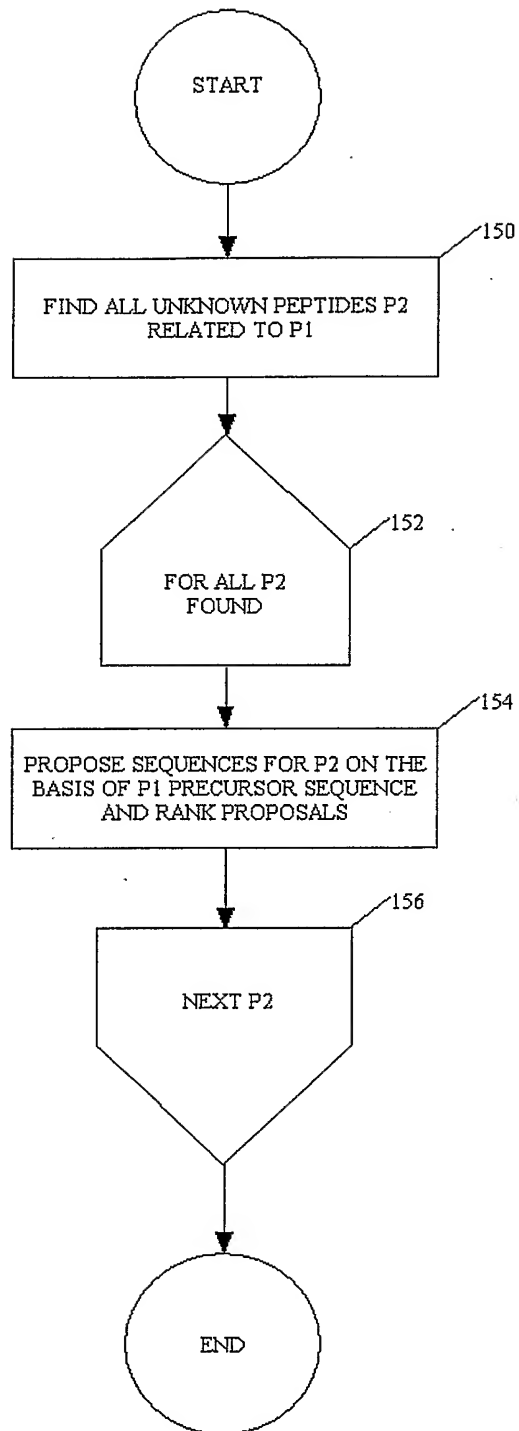 START
150
FIND ALL UNKNOWN PEPTIDES P2
RELATED TO P1
152
FOR ALL P2
FOUND
154
PROPOSE SEQUENCES FOR P2 ON THE
BASIS OF P1 PRECURSOR SEQUENCE
AND RANK PROPOSALS
156
NEXT P2
END